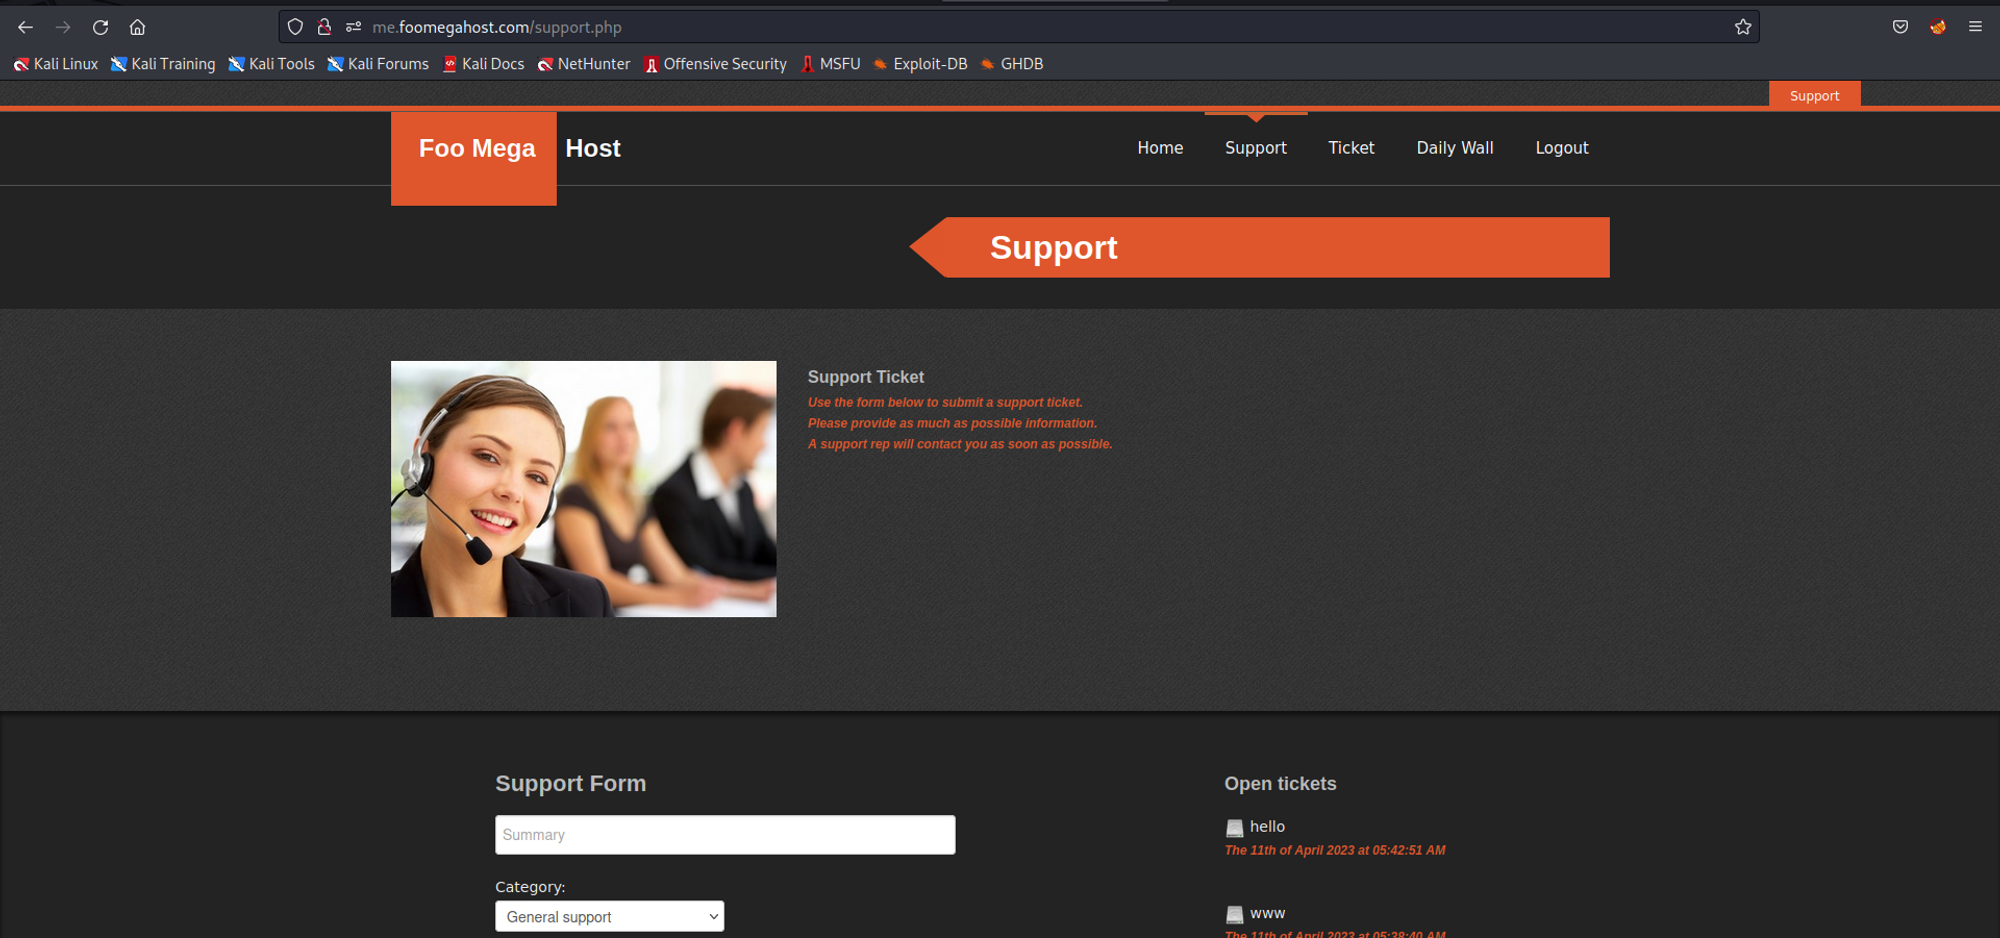 me.foomegahost.com/support.php
Kali Linux Kali Training Kali Tools Kali Forums Kali Docs NetHunter Offensive Security MSFU Exploit-DB GHDB
Support
Foo Mega Host
Home Support Ticket Daily Wall Logout
Support
Support Ticket
Use the form below to submit a support ticket.
Please provide as much as possible information.
A support rep will contact you as soon as possible.
Support Form
Summary
Category:
General support
Open tickets
hello
The 11th of April 2023 at 05:42:51 AM
www
The 11th of April 2023 at 05:38:40 AM